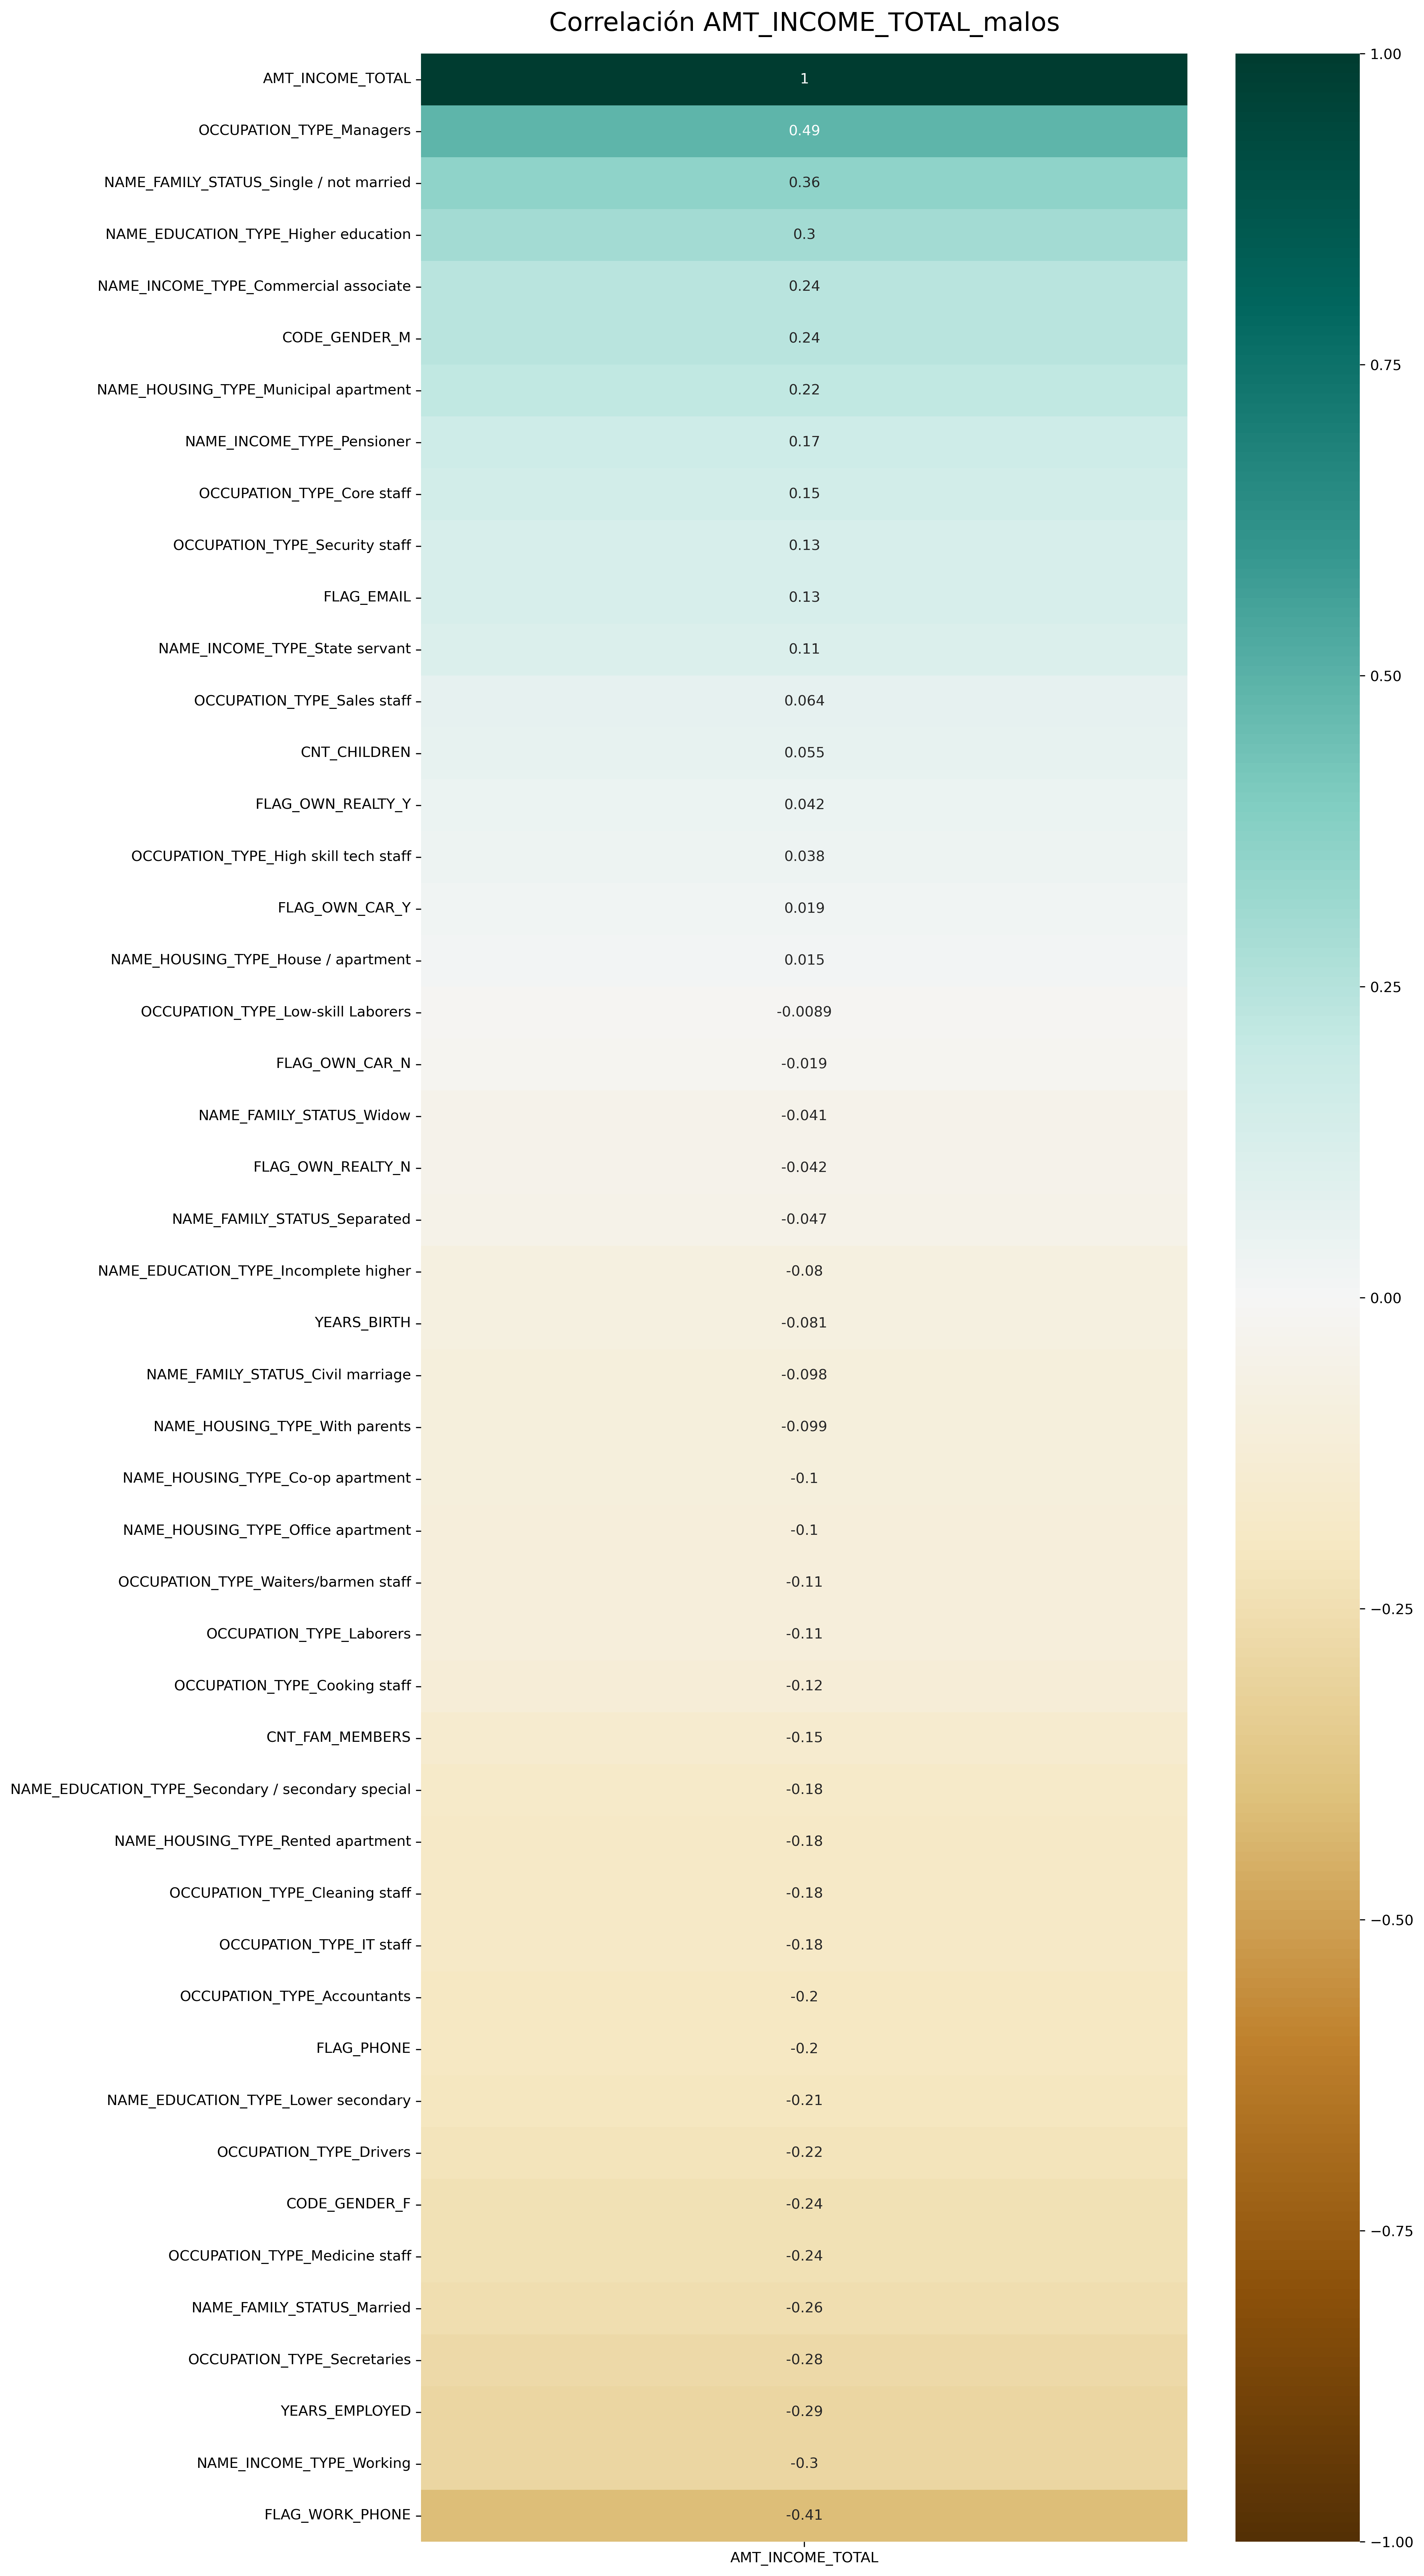 Correlación AMT_INCOME_TOTAL_malos
AMT_INCOME_TOTAL 1
OCCUPATION_TYPE_Managers 0.49
NAME_FAMILY_STATUS_Single / not married 0.36
NAME_EDUCATION_TYPE_Higher education 0.3
NAME_INCOME_TYPE_Commercial associate 0.24
CODE_GENDER_M 0.24
NAME_HOUSING_TYPE_Municipal apartment 0.22
NAME_INCOME_TYPE_Pensioner 0.17
OCCUPATION_TYPE_Core staff 0.15
OCCUPATION_TYPE_Security staff 0.13
FLAG_EMAIL 0.13
NAME_INCOME_TYPE_State servant 0.11
OCCUPATION_TYPE_Sales staff 0.064
CNT_CHILDREN 0.055
FLAG_OWN_REALTY_Y 0.042
OCCUPATION_TYPE_High skill tech staff 0.038
FLAG_OWN_CAR_Y 0.019
NAME_HOUSING_TYPE_House / apartment 0.015
OCCUPATION_TYPE_Low-skill Laborers -0.0089
FLAG_OWN_CAR_N -0.019
NAME_FAMILY_STATUS_Widow -0.041
FLAG_OWN_REALTY_N -0.042
NAME_FAMILY_STATUS_Separated -0.047
NAME_EDUCATION_TYPE_Incomplete higher -0.08
YEARS_BIRTH -0.081
NAME_FAMILY_STATUS_Civil marriage -0.098
NAME_HOUSING_TYPE_With parents -0.099
NAME_HOUSING_TYPE_Co-op apartment -0.1
NAME_HOUSING_TYPE_Office apartment -0.1
OCCUPATION_TYPE_Waiters/barmen staff -0.11
OCCUPATION_TYPE_Laborers -0.11
OCCUPATION_TYPE_Cooking staff -0.12
CNT_FAM_MEMBERS -0.15
NAME_EDUCATION_TYPE_Secondary / secondary special -0.18
NAME_HOUSING_TYPE_Rented apartment -0.18
OCCUPATION_TYPE_Cleaning staff -0.18
OCCUPATION_TYPE_IT staff -0.18
OCCUPATION_TYPE_Accountants -0.2
FLAG_PHONE -0.2
NAME_EDUCATION_TYPE_Lower secondary -0.21
OCCUPATION_TYPE_Drivers -0.22
CODE_GENDER_F -0.24
OCCUPATION_TYPE_Medicine staff -0.24
NAME_FAMILY_STATUS_Married -0.26
OCCUPATION_TYPE_Secretaries -0.28
YEARS_EMPLOYED -0.29
NAME_INCOME_TYPE_Working -0.3
FLAG_WORK_PHONE -0.41
AMT_INCOME_TOTAL
1.00
0.75
0.50
0.25
0.00
−0.25
−0.50
−0.75
−1.00